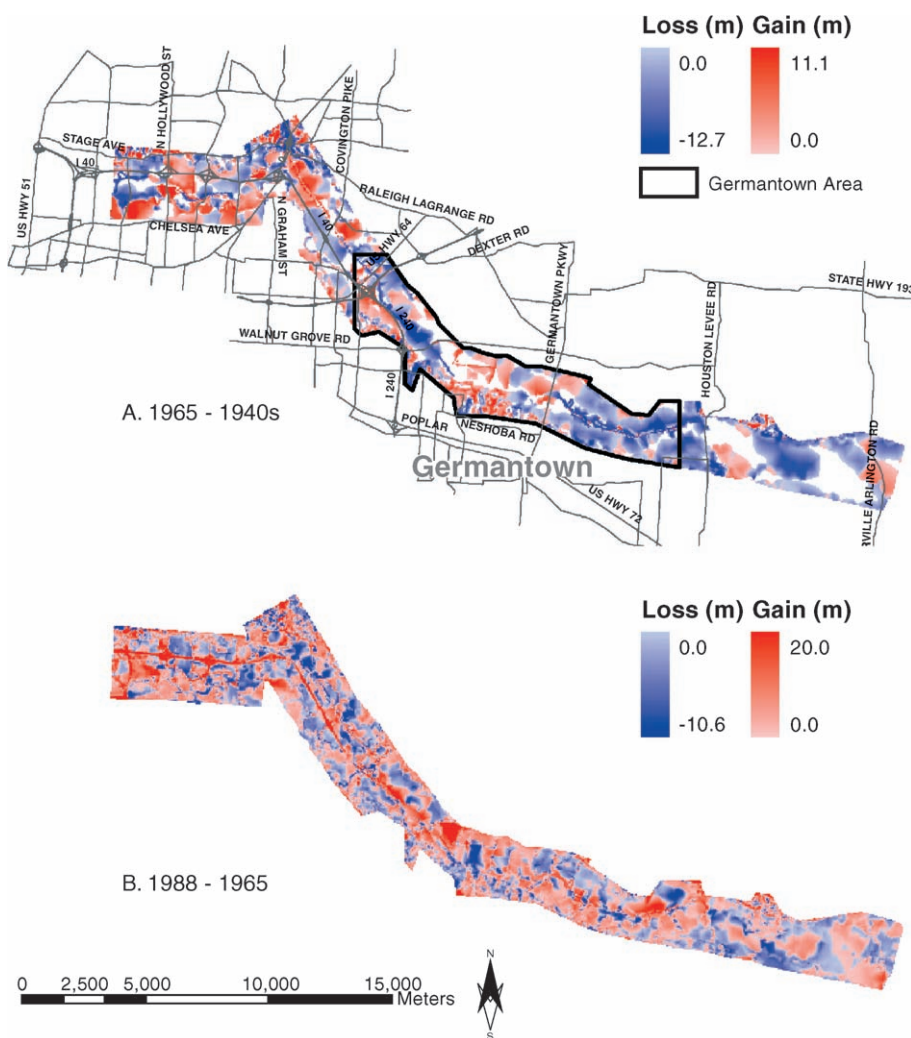 Loss (m) Gain (m)
0.0 11.1
-12.7 0.0
Germantown Area
N HOLLYWOOD ST
COVINGTON PIKE
STAGE AVE
I 40
US HWY 51
RALEIGH LAGRANGE RD
CHELSEA AVE
N GRAHAM ST
I 40
US HWY 64
DEXTER RD
GERMANTOWN PKWY
STATE HWY 193
HOUSTON LEVEE RD
WALNUT GROVE RD
I 240
I 240
A. 1965 - 1940s
POPLAR
NESHOBA RD
Germantown
US HWY 72
RVILLE ARLINGTON RD
Loss (m) Gain (m)
0.0 20.0
-10.6 0.0
B. 1988 - 1965
0 2,500 5,000 10,000 15,000
Meters
N
S